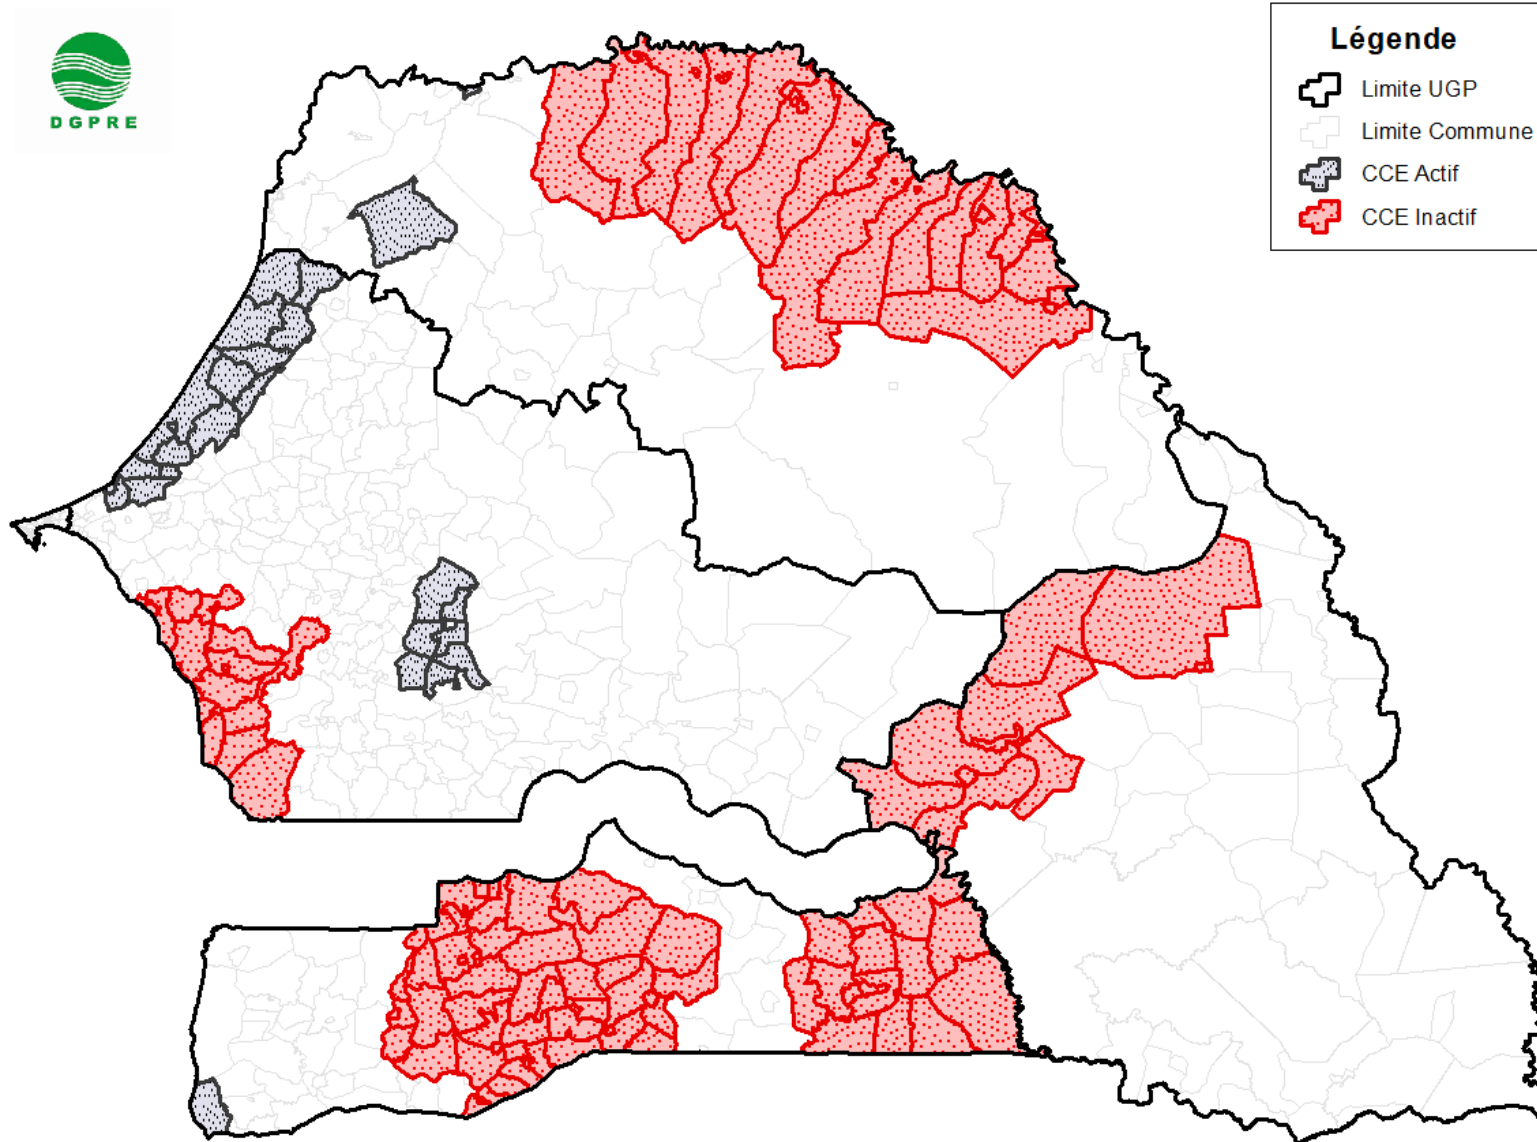 DGPRE
Légende
Limite UGP
Limite Commune
CCE Actif
CCE Inactif